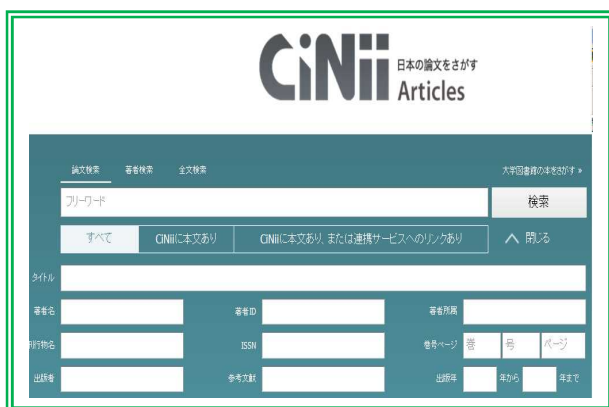 CiNii 日本の論文をさがす
Articles
論文検索 著者検索 全文検索 大学図書館の本をさがす »
フリーワード 検索
すべて CiNiiに本文あり CiNiiに本文あり、または連携サービスへのリンクあり 閉じる
タイトル
著者名 著者ID 著者所属
刊行物名 ISSN 巻号ページ 巻 号 ページ
出版者 参考文献 出版年 年から 年まで